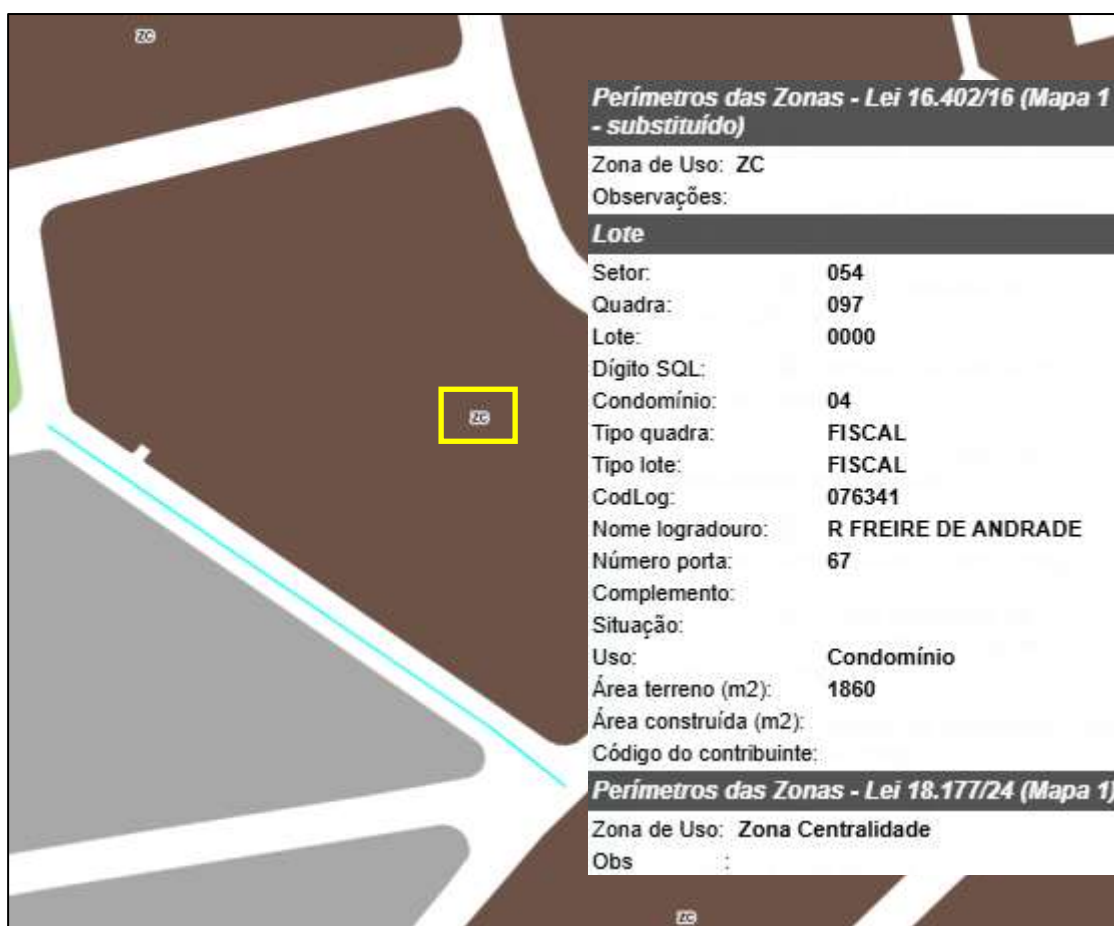 ZC
Perímetros das Zonas - Lei 16.402/16 (Mapa 1
- substituído)
Zona de Uso: ZC
Observações:
Lote
Setor: 054
Quadra: 097
Lote: 0000
Dígito SQL:
Condomínio: 04
Tipo quadra: FISCAL
Tipo lote: FISCAL
CodLog: 076341
Nome logradouro: R FREIRE DE ANDRADE
Número porta: 67
Complemento:
Situação:
Uso: Condomínio
Área terreno (m2): 1860
Área construída (m2):
Código do contribuinte:
Perímetros das Zonas - Lei 18.177/24 (Mapa 1)
Zona de Uso: Zona Centralidade
Obs :
ZC
ZC